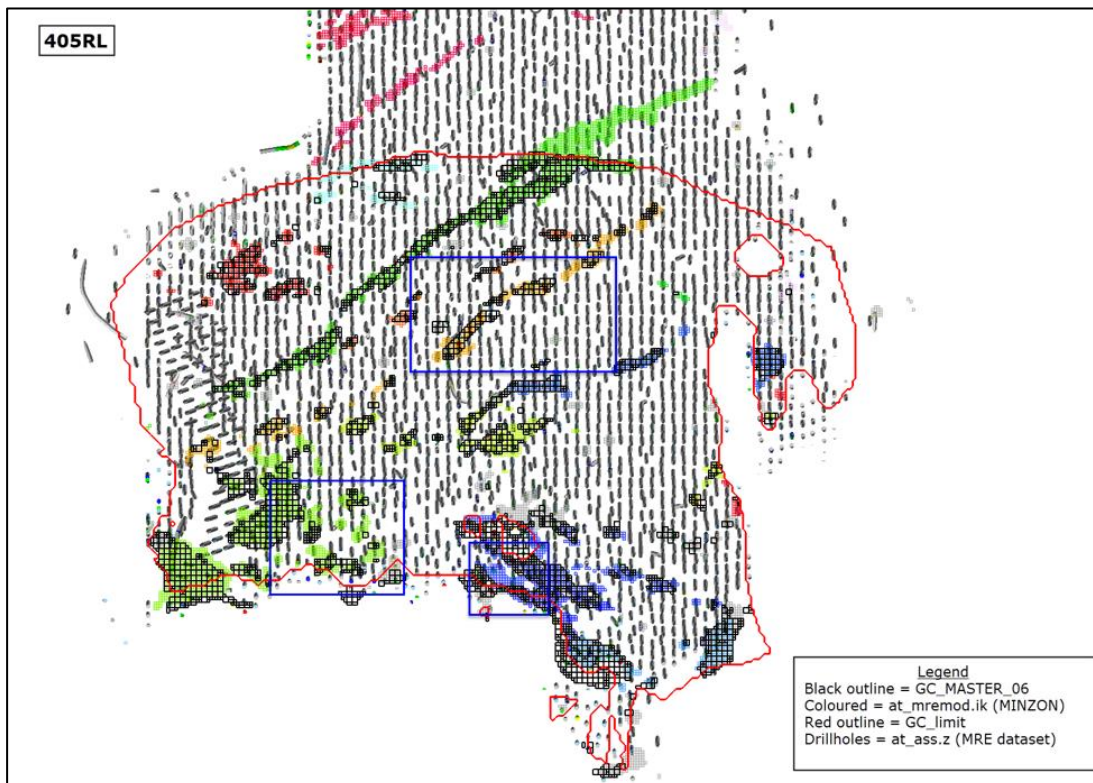 405RL
Legend
Black outline = GC_MASTER_06
Coloured = at_mremod.ik (MINZON)
Red outline = GC_limit
Drillholes = at_ass.z (MRE dataset)